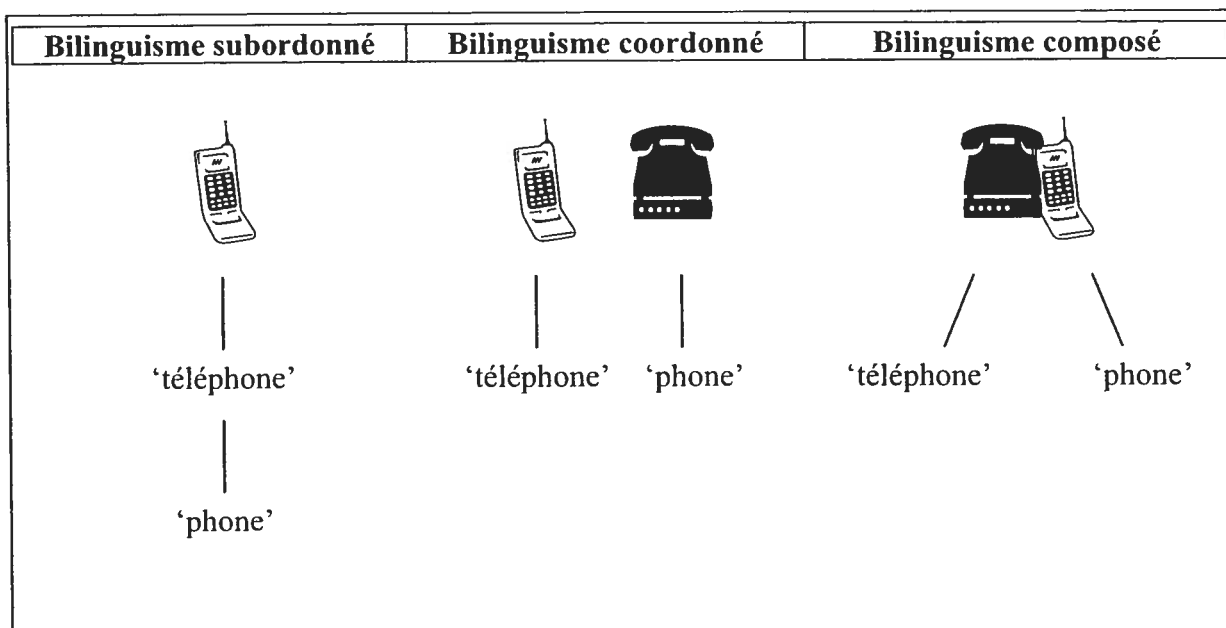 Bilinguisme subordonné Bilinguisme coordonné Bilinguisme composé
‘téléphone’ ‘téléphone’ ‘phone’ ‘téléphone’ ‘phone’
‘phone’